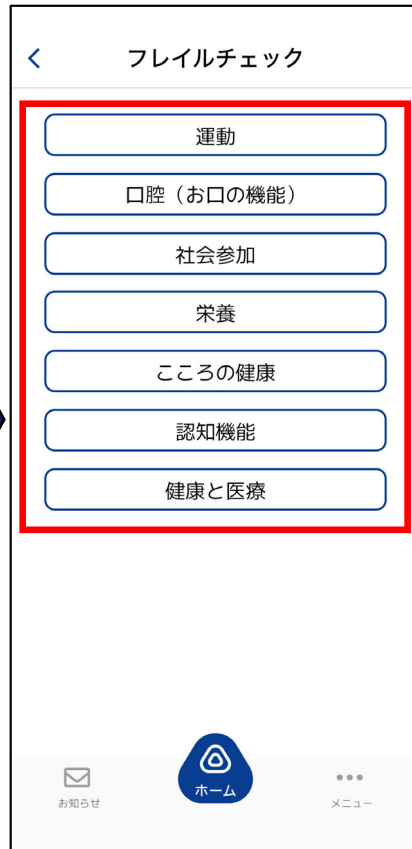 フレイルチェック
運動
口腔（お口の機能）
社会参加
栄養
こころの健康
認知機能
健康と医療
お知らせ
ホーム
メニュー